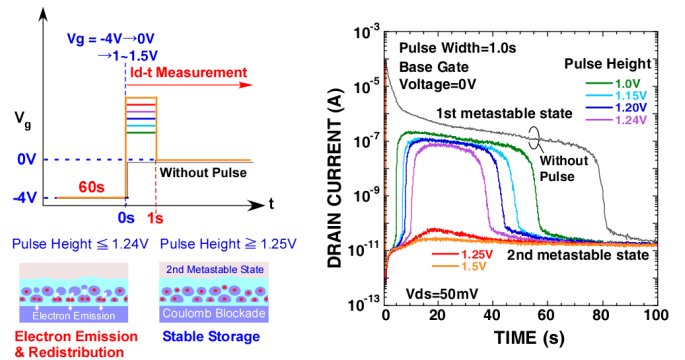 Vg = -4V→0V
→1~1.5V
Id-t Measurement
Vg
0V
Without Pulse
60s
-4V
0s
1s
t
Pulse Height ≦ 1.24V
Pulse Height ≧ 1.25V
2nd Metastable State
Electron Emission
Coulomb Blockade
Electron Emission
& Redistribution
Stable Storage
DRAIN CURRENT (A)
10-3
10-5
10-7
10-9
10-11
10-13
Pulse Width=1.0s
Base Gate
Voltage=0V
Pulse Height
1.0V
1.15V
1.20V
1.24V
1st metastable state
Without
Pulse
1.25V
1.5V
2nd metastable state
Vds=50mV
0 20 40 60 80 100
TIME (s)